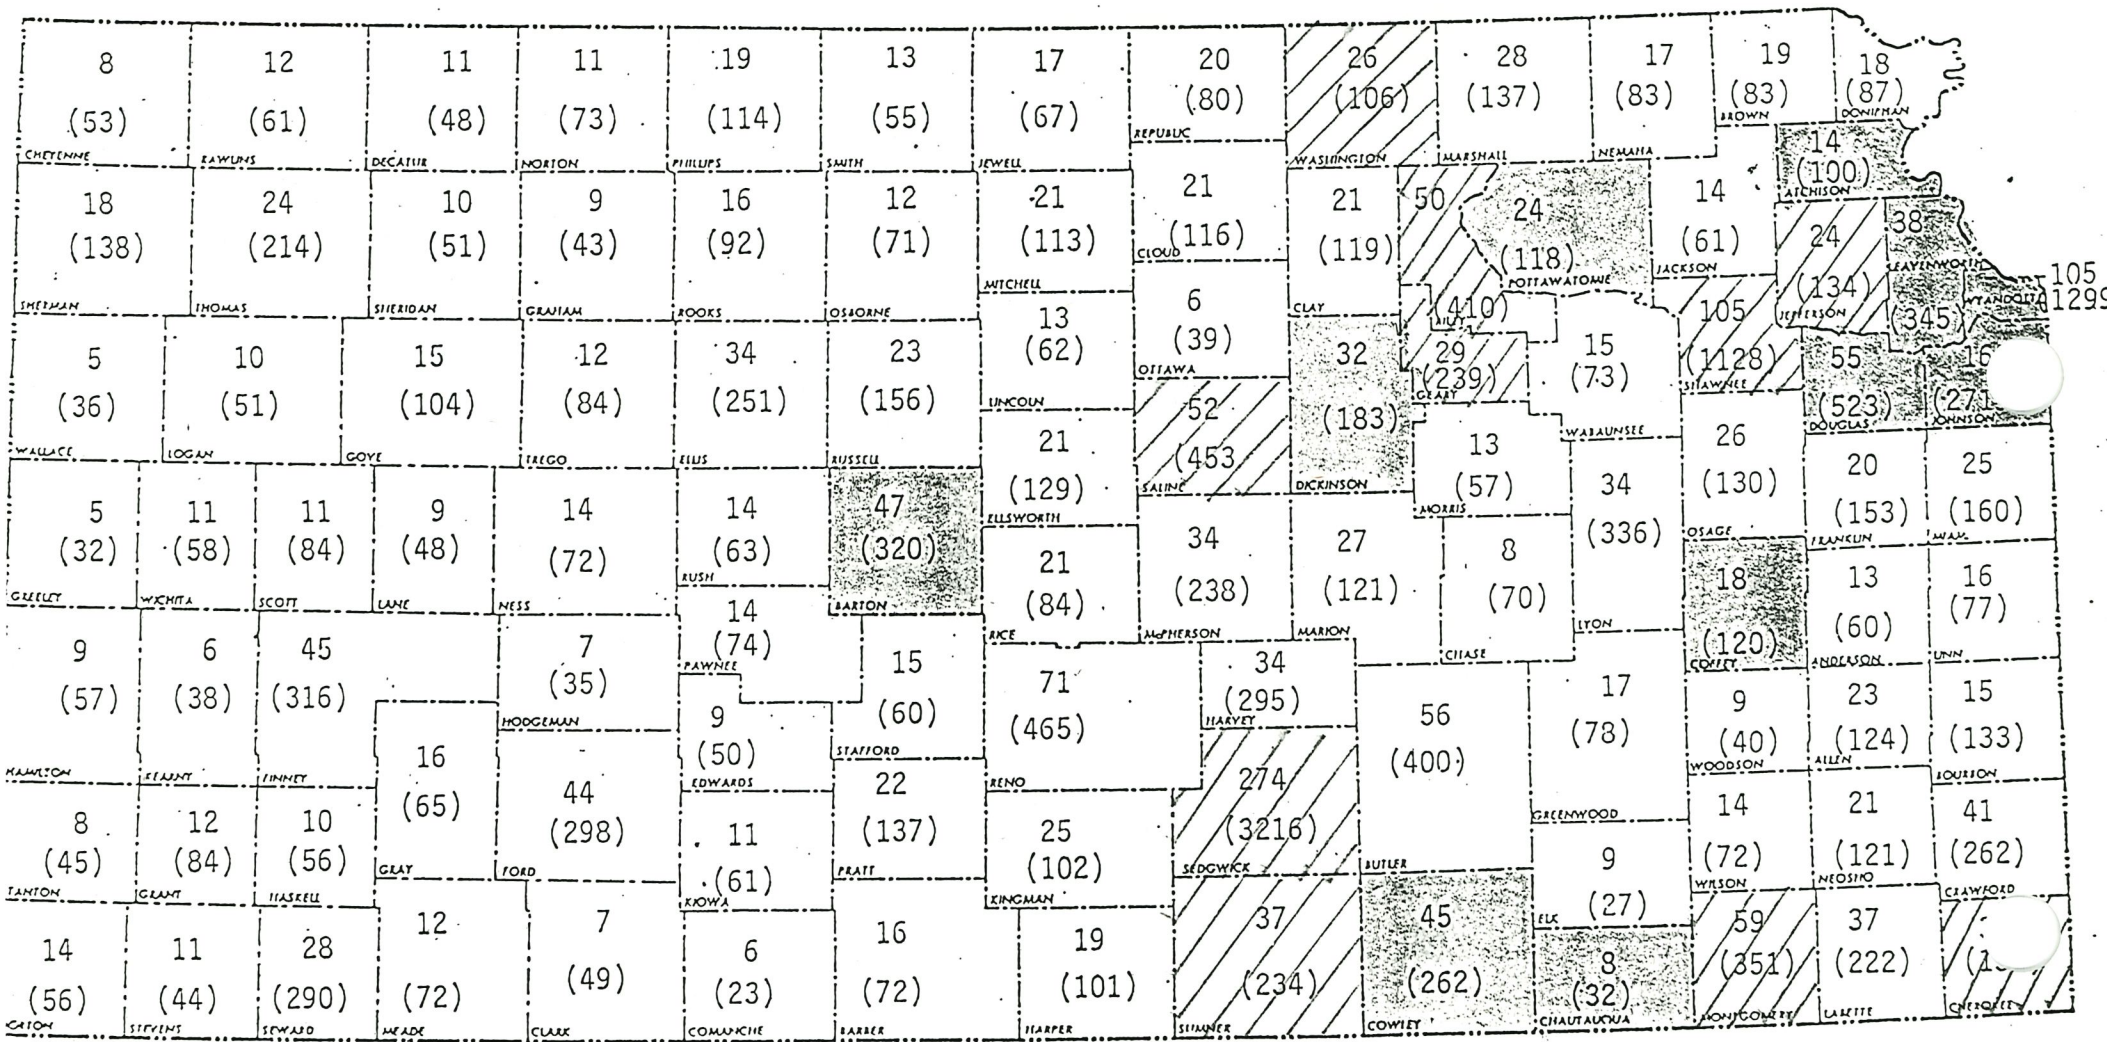 8
(53)
CHEYENNE
12
(61)
RAWLINS
11
(48)
DECATUR
11
(73)
NORTON
19
(114)
PHILLIPS
13
(55)
SMITH
17
(67)
JEWELL
20
(80)
REPUBLIC
26
(106)
WASHINGTON
28
(137)
MARSHALL
17
(83)
NEMAHA
19
(83)
BROWN
18
(87)
DONIPHAN
14
(100)
ATCHISON
18
(138)
SHERMAN
24
(214)
THOMAS
10
(51)
SHERIDAN
9
(43)
GRAHAM
16
(92)
ROOKS
12
(71)
OSBORNE
21
(113)
MITCHELL
21
(116)
CLOUD
21
(119)
CLAY
50
(410)
RILEY
24
(118)
POTTAWATOMIE
14
(61)
JACKSON
24
(134)
JEFFERSON
38
LEAVENWORTH
(345)
WYANDOTTE
105
1299
5
(36)
WALLACE
10
(51)
LOGAN
15
(104)
GOVE
12
(84)
TREGO
34
(251)
ELLIS
23
(156)
RUSSELL
13
(62)
LINCOLN
6
(39)
OTTAWA
32
(183)
DICKINSON
29
(239)
GEARY
15
(73)
WABAUNSEE
105
(1128)
SHAWNEE
55
(523)
DOUGLAS
16
(271
JOHNSON
52
(453
SALINE
21
(129)
ELLSWORTH
13
(57)
MORRIS
26
(130)
OSAGE
20
(153)
FRANKLIN
25
(160)
MIAMI
5
(32)
GREELEY
11
(58)
WICHITA
11
(84)
SCOTT
9
(48)
LANE
14
(72)
NESS
14
(63)
RUSH
47
(320)
BARTON
21
(84)
RICE
34
(238)
McPHERSON
27
(121)
MARION
8
(70)
CHASE
34
(336)
LYON
18
(120)
COFFEY
13
(60)
ANDERSON
16
(77)
LINN
9
(57)
HAMILTON
6
(38)
KEARNY
45
(316)
FINNEY
7
(35)
HODGEMAN
14
(74)
PAWNEE
15
(60)
STAFFORD
71
(465)
RENO
34
(295)
HARVEY
56
(400)
BUTLER
17
(78)
GREENWOOD
9
(40)
WOODSON
23
(124)
ALLEN
15
(133)
BOURBON
16
(65)
GRAY
44
(298)
FORD
9
(50)
EDWARDS
22
(137)
PRATT
274
(3216)
SEDGWICK
8
(45)
TANTON
12
(84)
GRANT
10
(56)
HASKELL
11
(61)
KIOWA
25
(102)
KINGMAN
9
(27)
ELK
14
(72)
WILSON
21
(121)
NEOSHO
41
(262)
CRAWFORD
14
(56)
11
(44)
STEVENS
28
(290)
SEWARD
12
(72)
MEADE
7
(49)
CLARK
6
(23)
COMANCHE
16
(72)
BARBER
19
(101)
HARPER
37
(234)
SUMNER
45
(262)
COWLEY
8
(32)
CHAUTAUQUA
59
(351)
MONTGOMERY
37
(222)
LABETTE
CHEROKEE